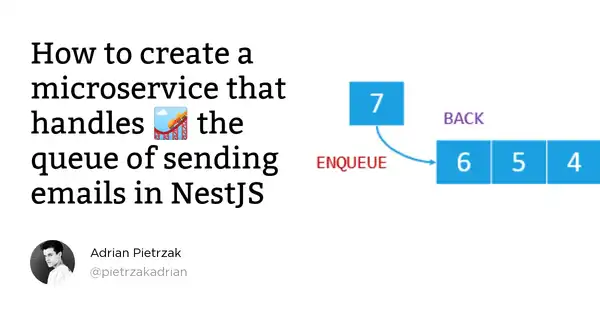 How to create a
microservice that
handles 🎢 the
queue of sending
emails in NestJS
Adrian Pietrzak
@pietrzakadrian
7
BACK
ENQUEUE
6 5 4